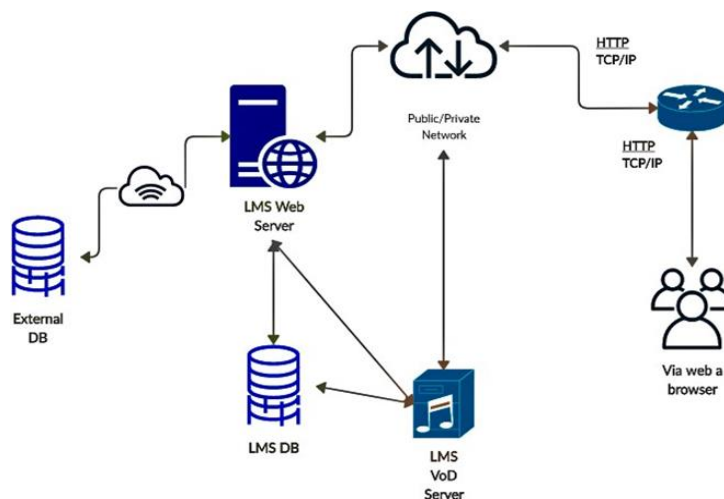 HTTP
TCP/IP
Public/Private
Network
HTTP
TCP/IP
LMS Web
Server
External
DB
Via web a
browser
LMS DB
LMS
VoD
Server